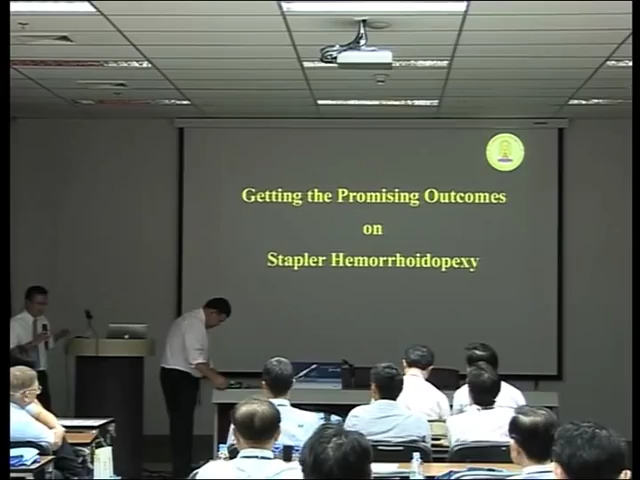 Getting the Promising Outcomes
on
Stapler Hemorrhoidopexy